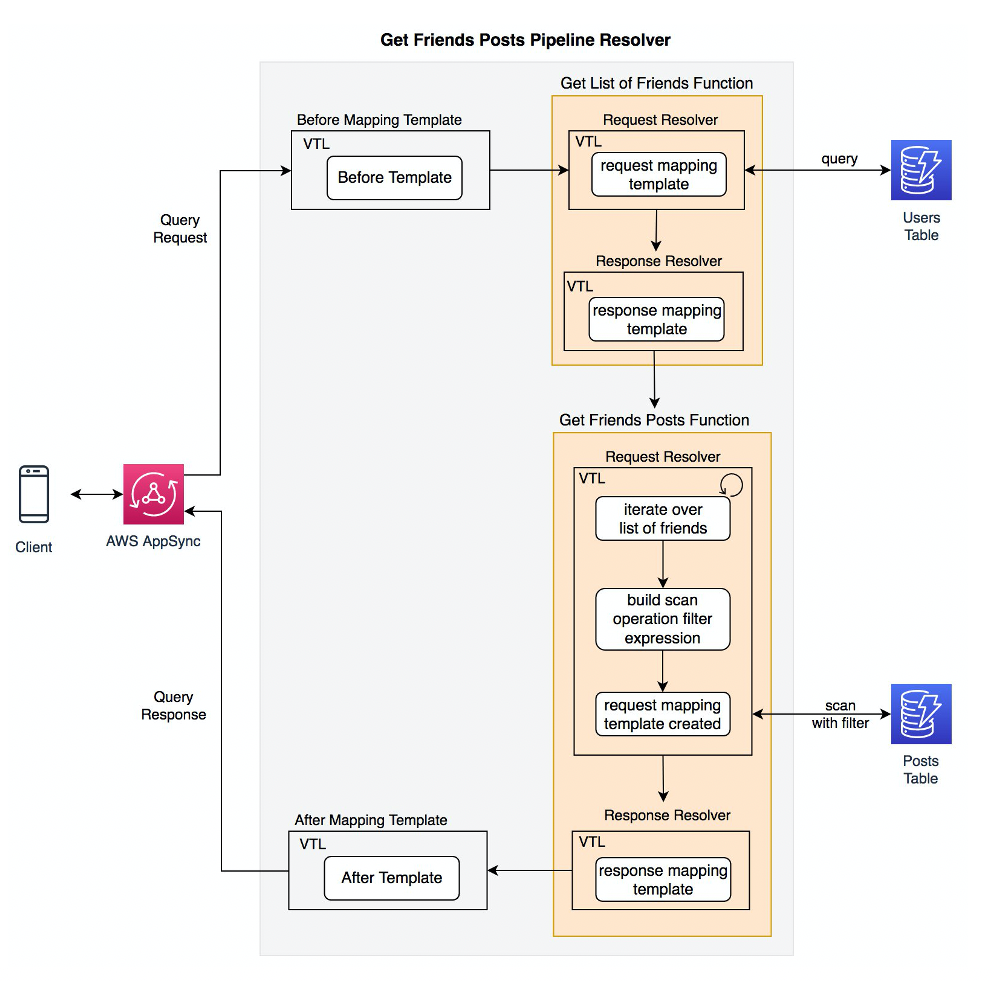 Get Friends Posts Pipeline Resolver
Get List of Friends Function
Before Mapping Template
VTL
Before Template
Request Resolver
VTL
request mapping
template
query
Users
Table
Query
Request
Response Resolver
VTL
response mapping
template
Get Friends Posts Function
Request Resolver
VTL
iterate over
list of friends
Client
AWS AppSync
build scan
operation filter
expression
Query
Response
request mapping
template created
scan
with filter
Posts
Table
After Mapping Template
VTL
After Template
Response Resolver
VTL
response mapping
template